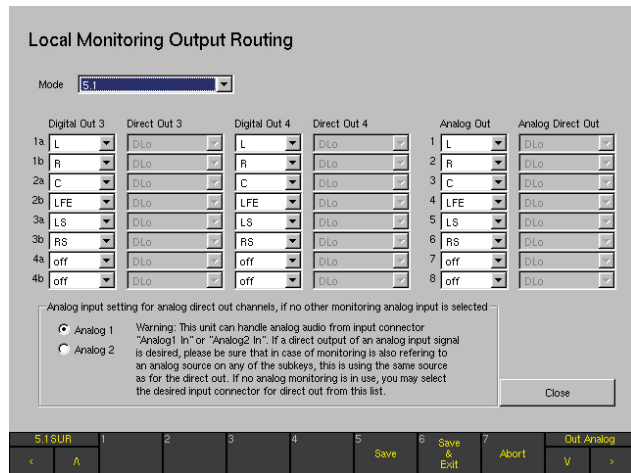 Local Monitoring Output Routing
Mode 5.1
Digital Out 3 Direct Out 3 Digital Out 4 Direct Out 4 Analog Out Analog Direct Out
1a L DLo L DLo 1 L DLo
1b R DLo R DLo 2 R DLo
2a C DLo C DLo 3 C DLo
2b LFE DLo LFE DLo 4 LFE DLo
3a LS DLo LS DLo 5 LS DLo
3b RS DLo RS DLo 6 RS DLo
4a off DLo off DLo 7 off DLo
4b off DLo off DLo 8 off DLo
Analog input setting for analog direct out channels, if no other monitoring analog input is selected
Analog 1
Analog 2
Warning: This unit can handle analog audio from input connector
"Analog1 In" or "Analog2 In". If a direct output of an analog input signal
is desired, please be sure that in case of monitoring is also refering to
an analog source on any of the subkeys, this is using the same source
as for the direct out. If no analog monitoring is in use, you may select
the desired input connector for direct out from this list.
Close
5.1SUR 1 2 3 4 5 Save 6 Save & Exit 7 Abort Out Analog
< Λ V >